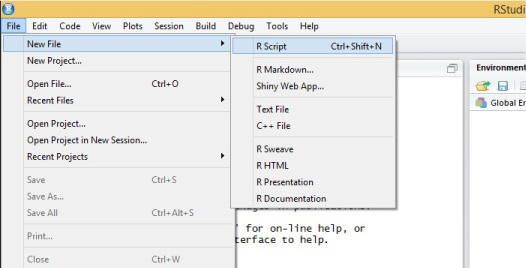 RStudi
File Edit Code View Plots Session Build Debug Tools Help
New File
New Project...
Open File... Ctrl+O
Recent Files
Open Project...
Open Project in New Session...
Recent Projects
Save Ctrl+S
Save As...
Save All Ctrl+Alt+S
Print...
Close Ctrl+W
R Script Ctrl+Shift+N
R Markdown...
Shiny Web App...
Text File
C++ File
R Sweave
R HTML
R Presentation
R Documentation
' for on-line help, or
terface to help.
Environment
Global En